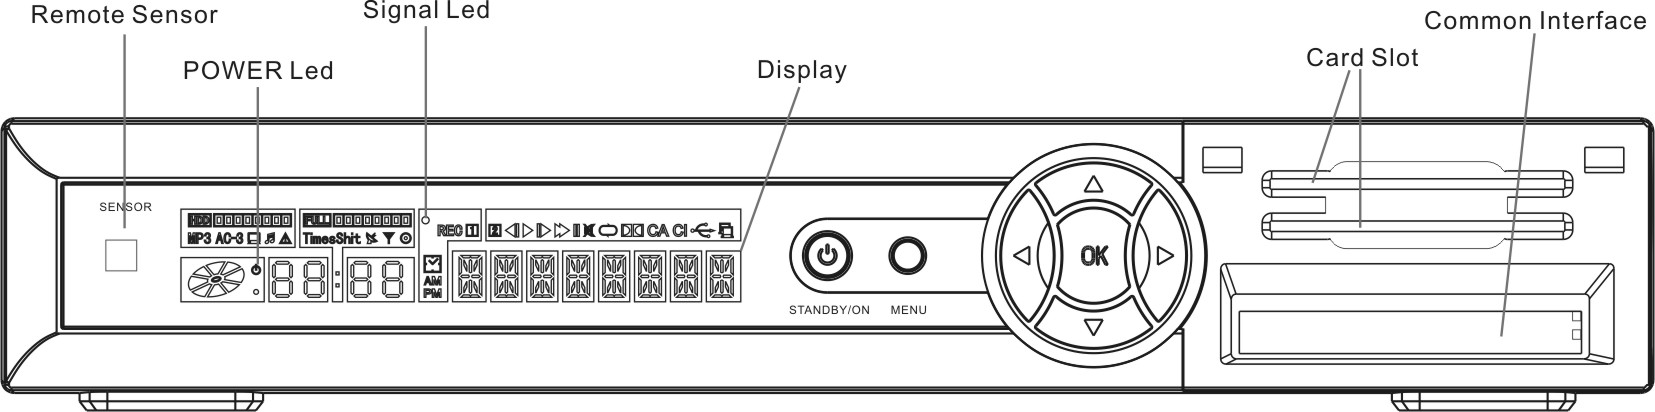 Remote Sensor
Signal Led
Common Interface
POWER Led
Display
Card Slot
SENSOR
HDD
FULL
MP3 AC-3
TimesShit
REC 1
2
CA CI
AM
PM
OK
STANDBY/ON
MENU